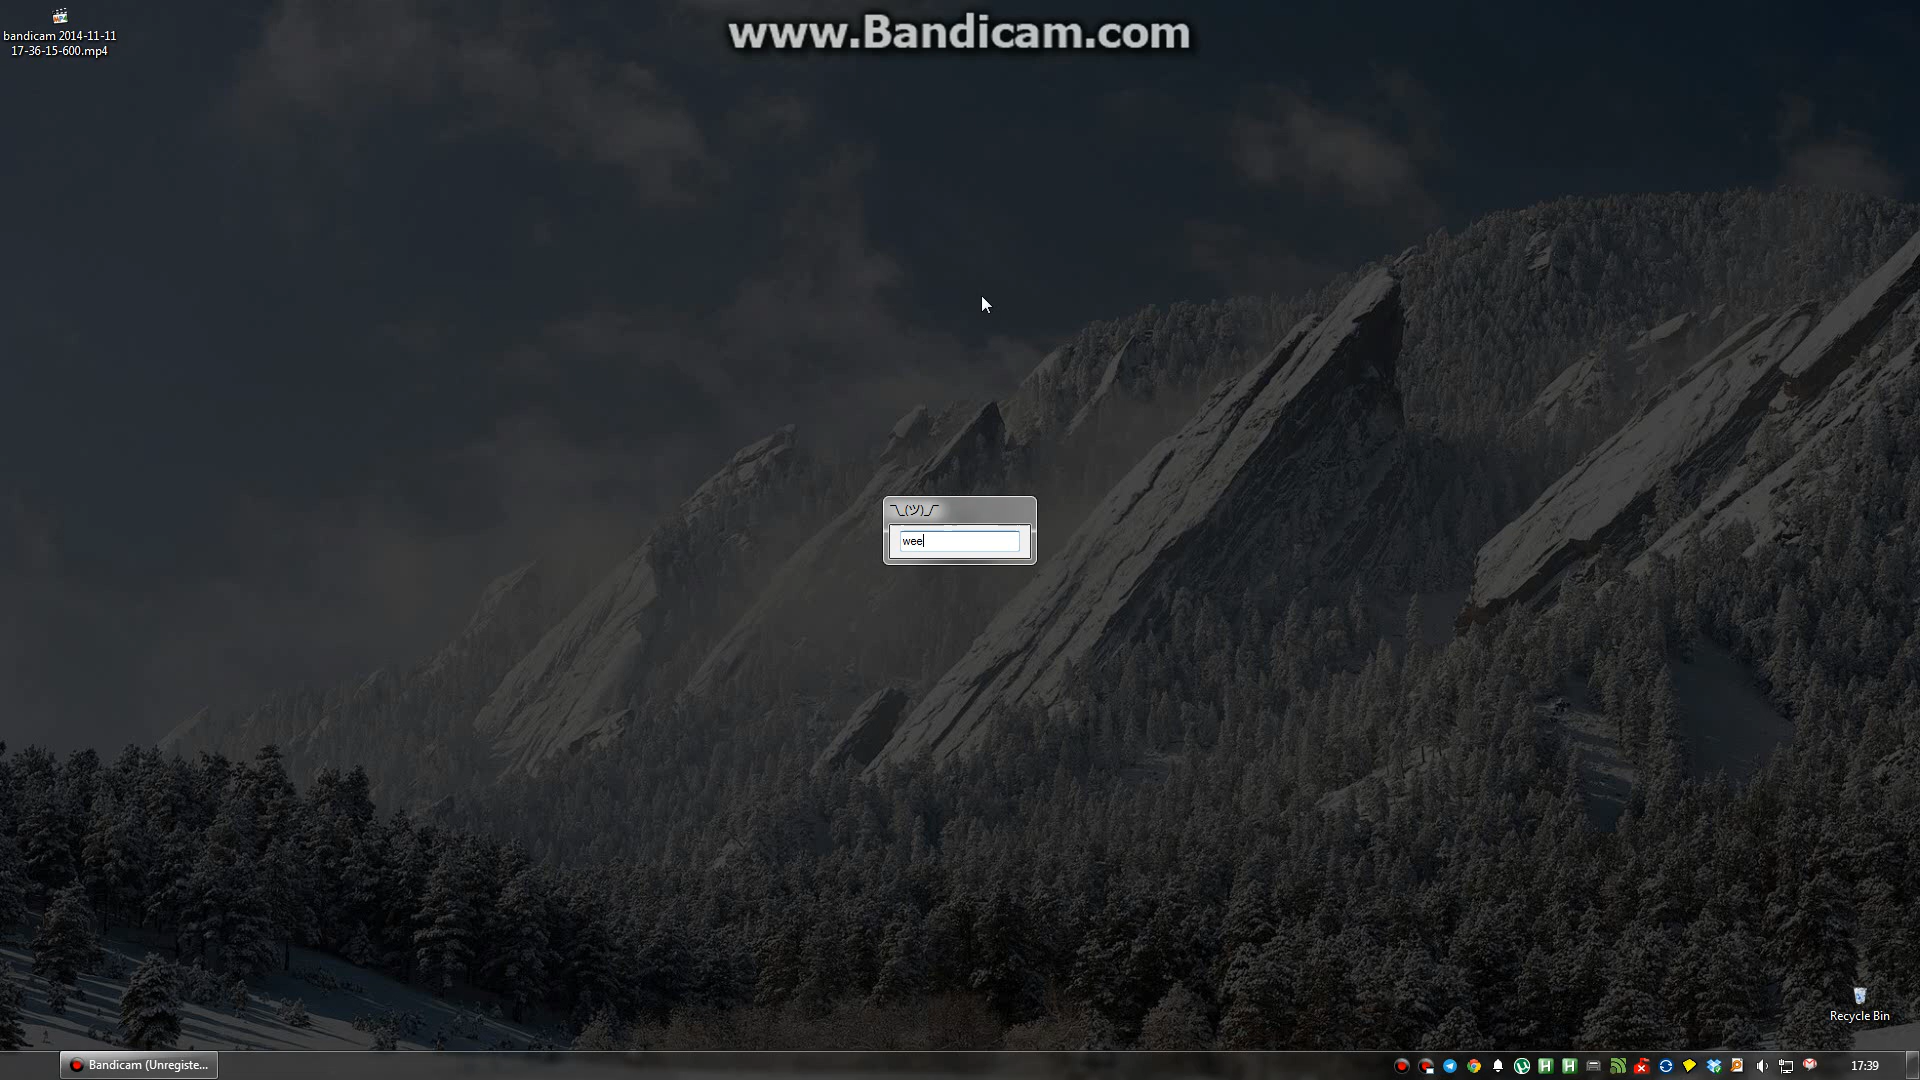 www.Bandicam.com
bandicam 2014-11-11
17-36-15-600.mp4
¯\_(ツ)_/¯
wee
Recycle Bin
Bandicam (Unregiste...
17:39